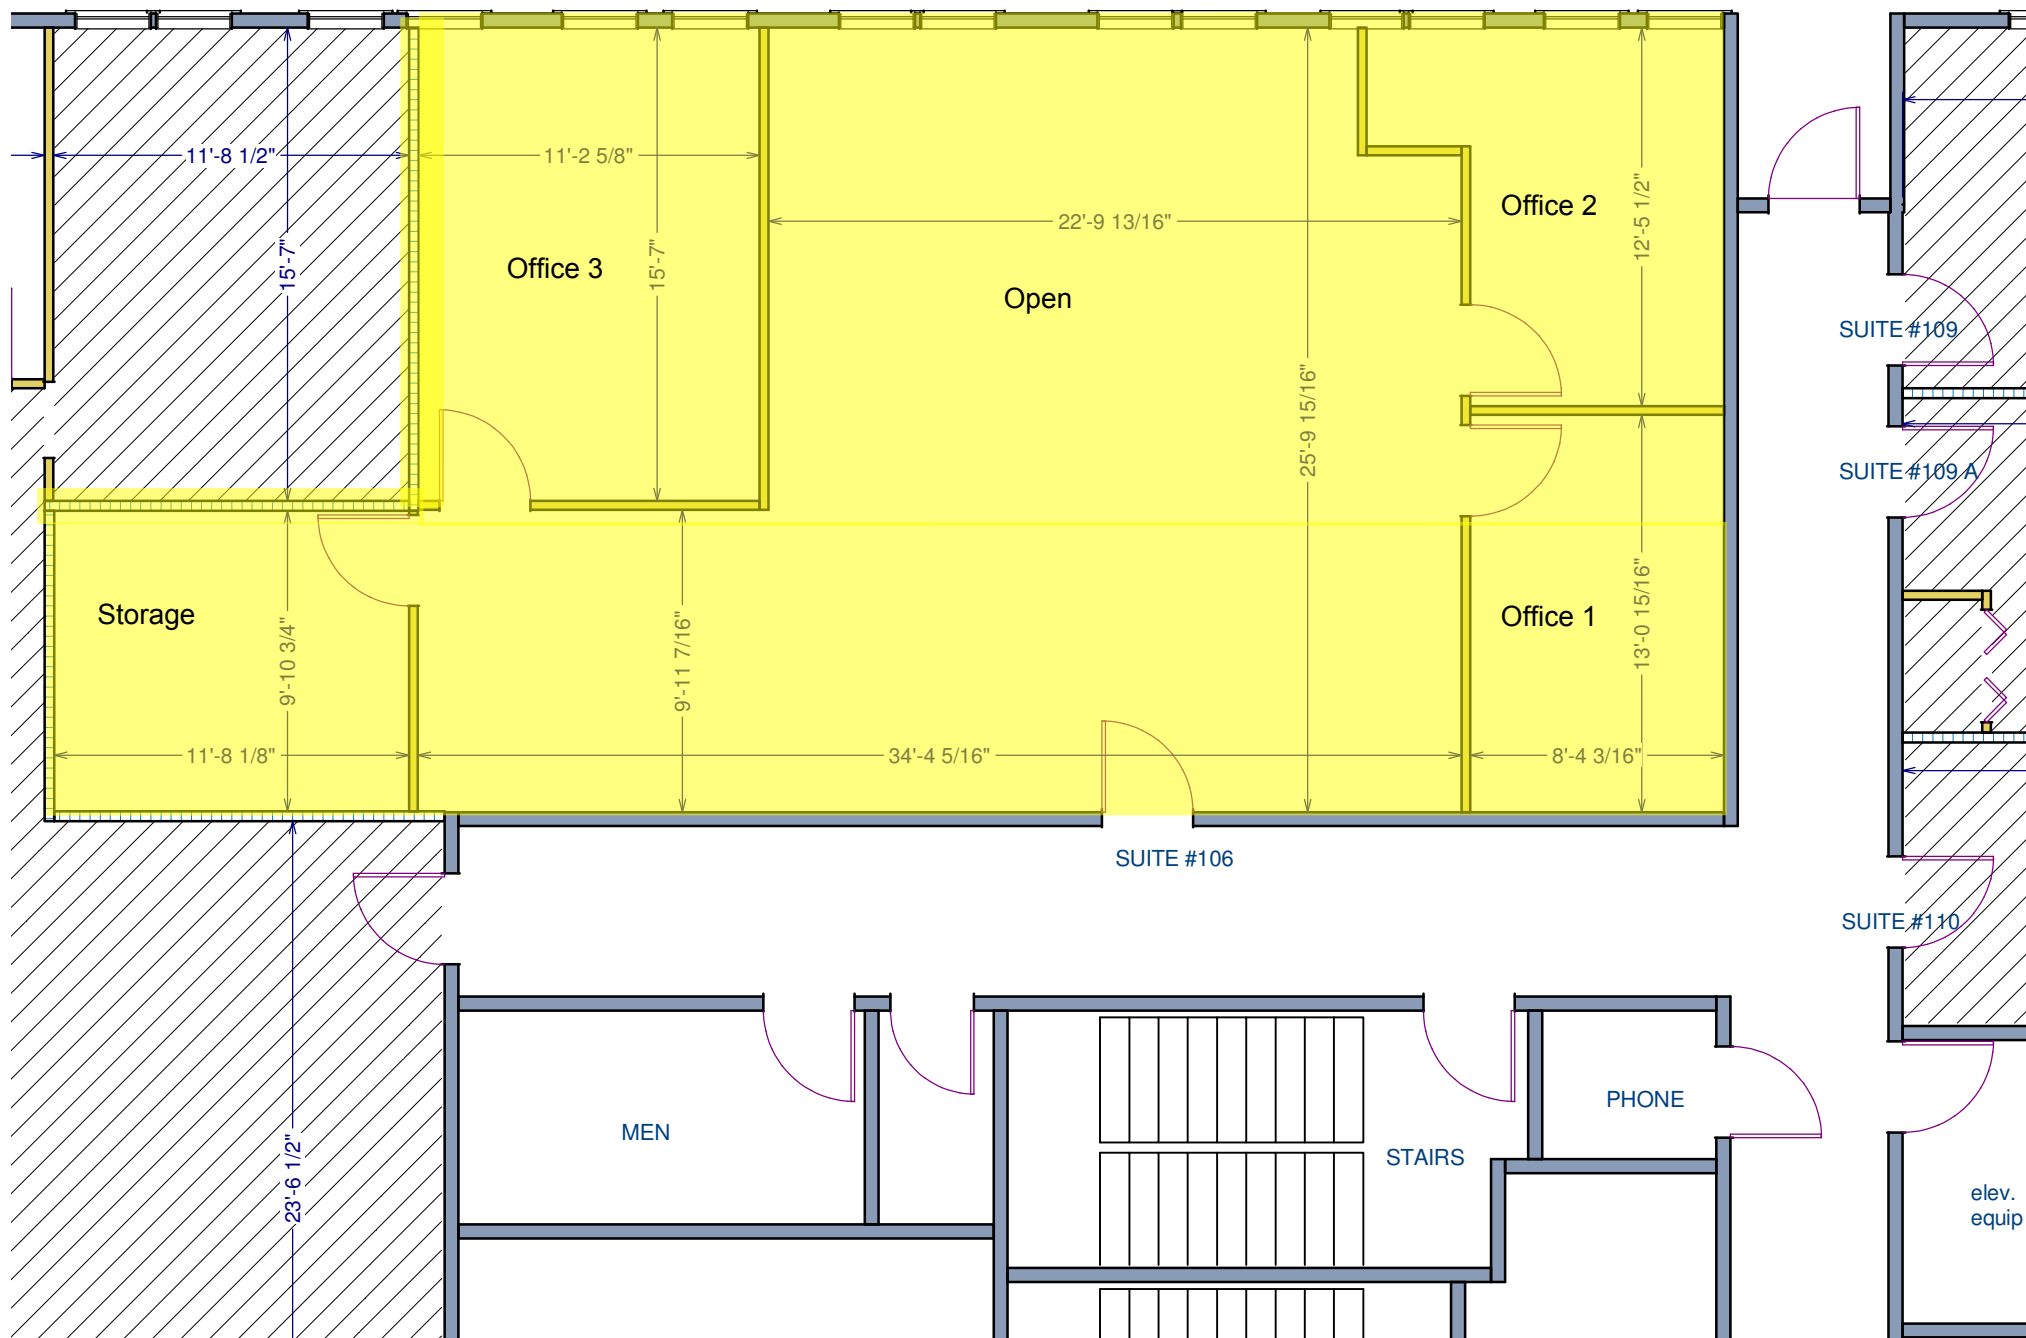 11'-8 1/2"
11'-2 5/8"
15'-7"
15'-7"
Office 3
22'-9 13/16"
Open
Office 2
12'-5 1/2"
25'-9 15/16"
SUITE #109
SUITE #109 A
Storage
9'-10 3/4"
9'-11 7/16"
Office 1
13'-0 15/16"
11'-8 1/8"
34'-4 5/16"
8'-4 3/16"
SUITE #106
SUITE #110
MEN
23'-6 1/2"
STAIRS
PHONE
elev.
equip